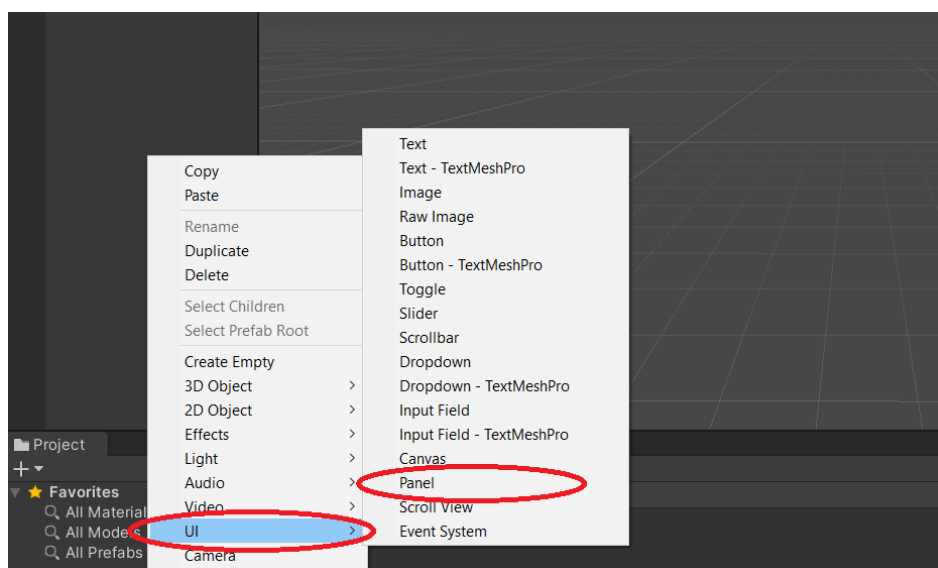 Copy
Paste
Rename
Duplicate
Delete
Select Children
Select Prefab Root
Create Empty
3D Object
2D Object
Effects
Light
Audio
Video
UI
Camera
Text
Text - TextMeshPro
Image
Raw Image
Button
Button - TextMeshPro
Toggle
Slider
Scrollbar
Dropdown
Dropdown - TextMeshPro
Input Field
Input Field - TextMeshPro
Canvas
Panel
Scroll View
Event System
Project
Favorites
All Material
All Models
All Prefabs